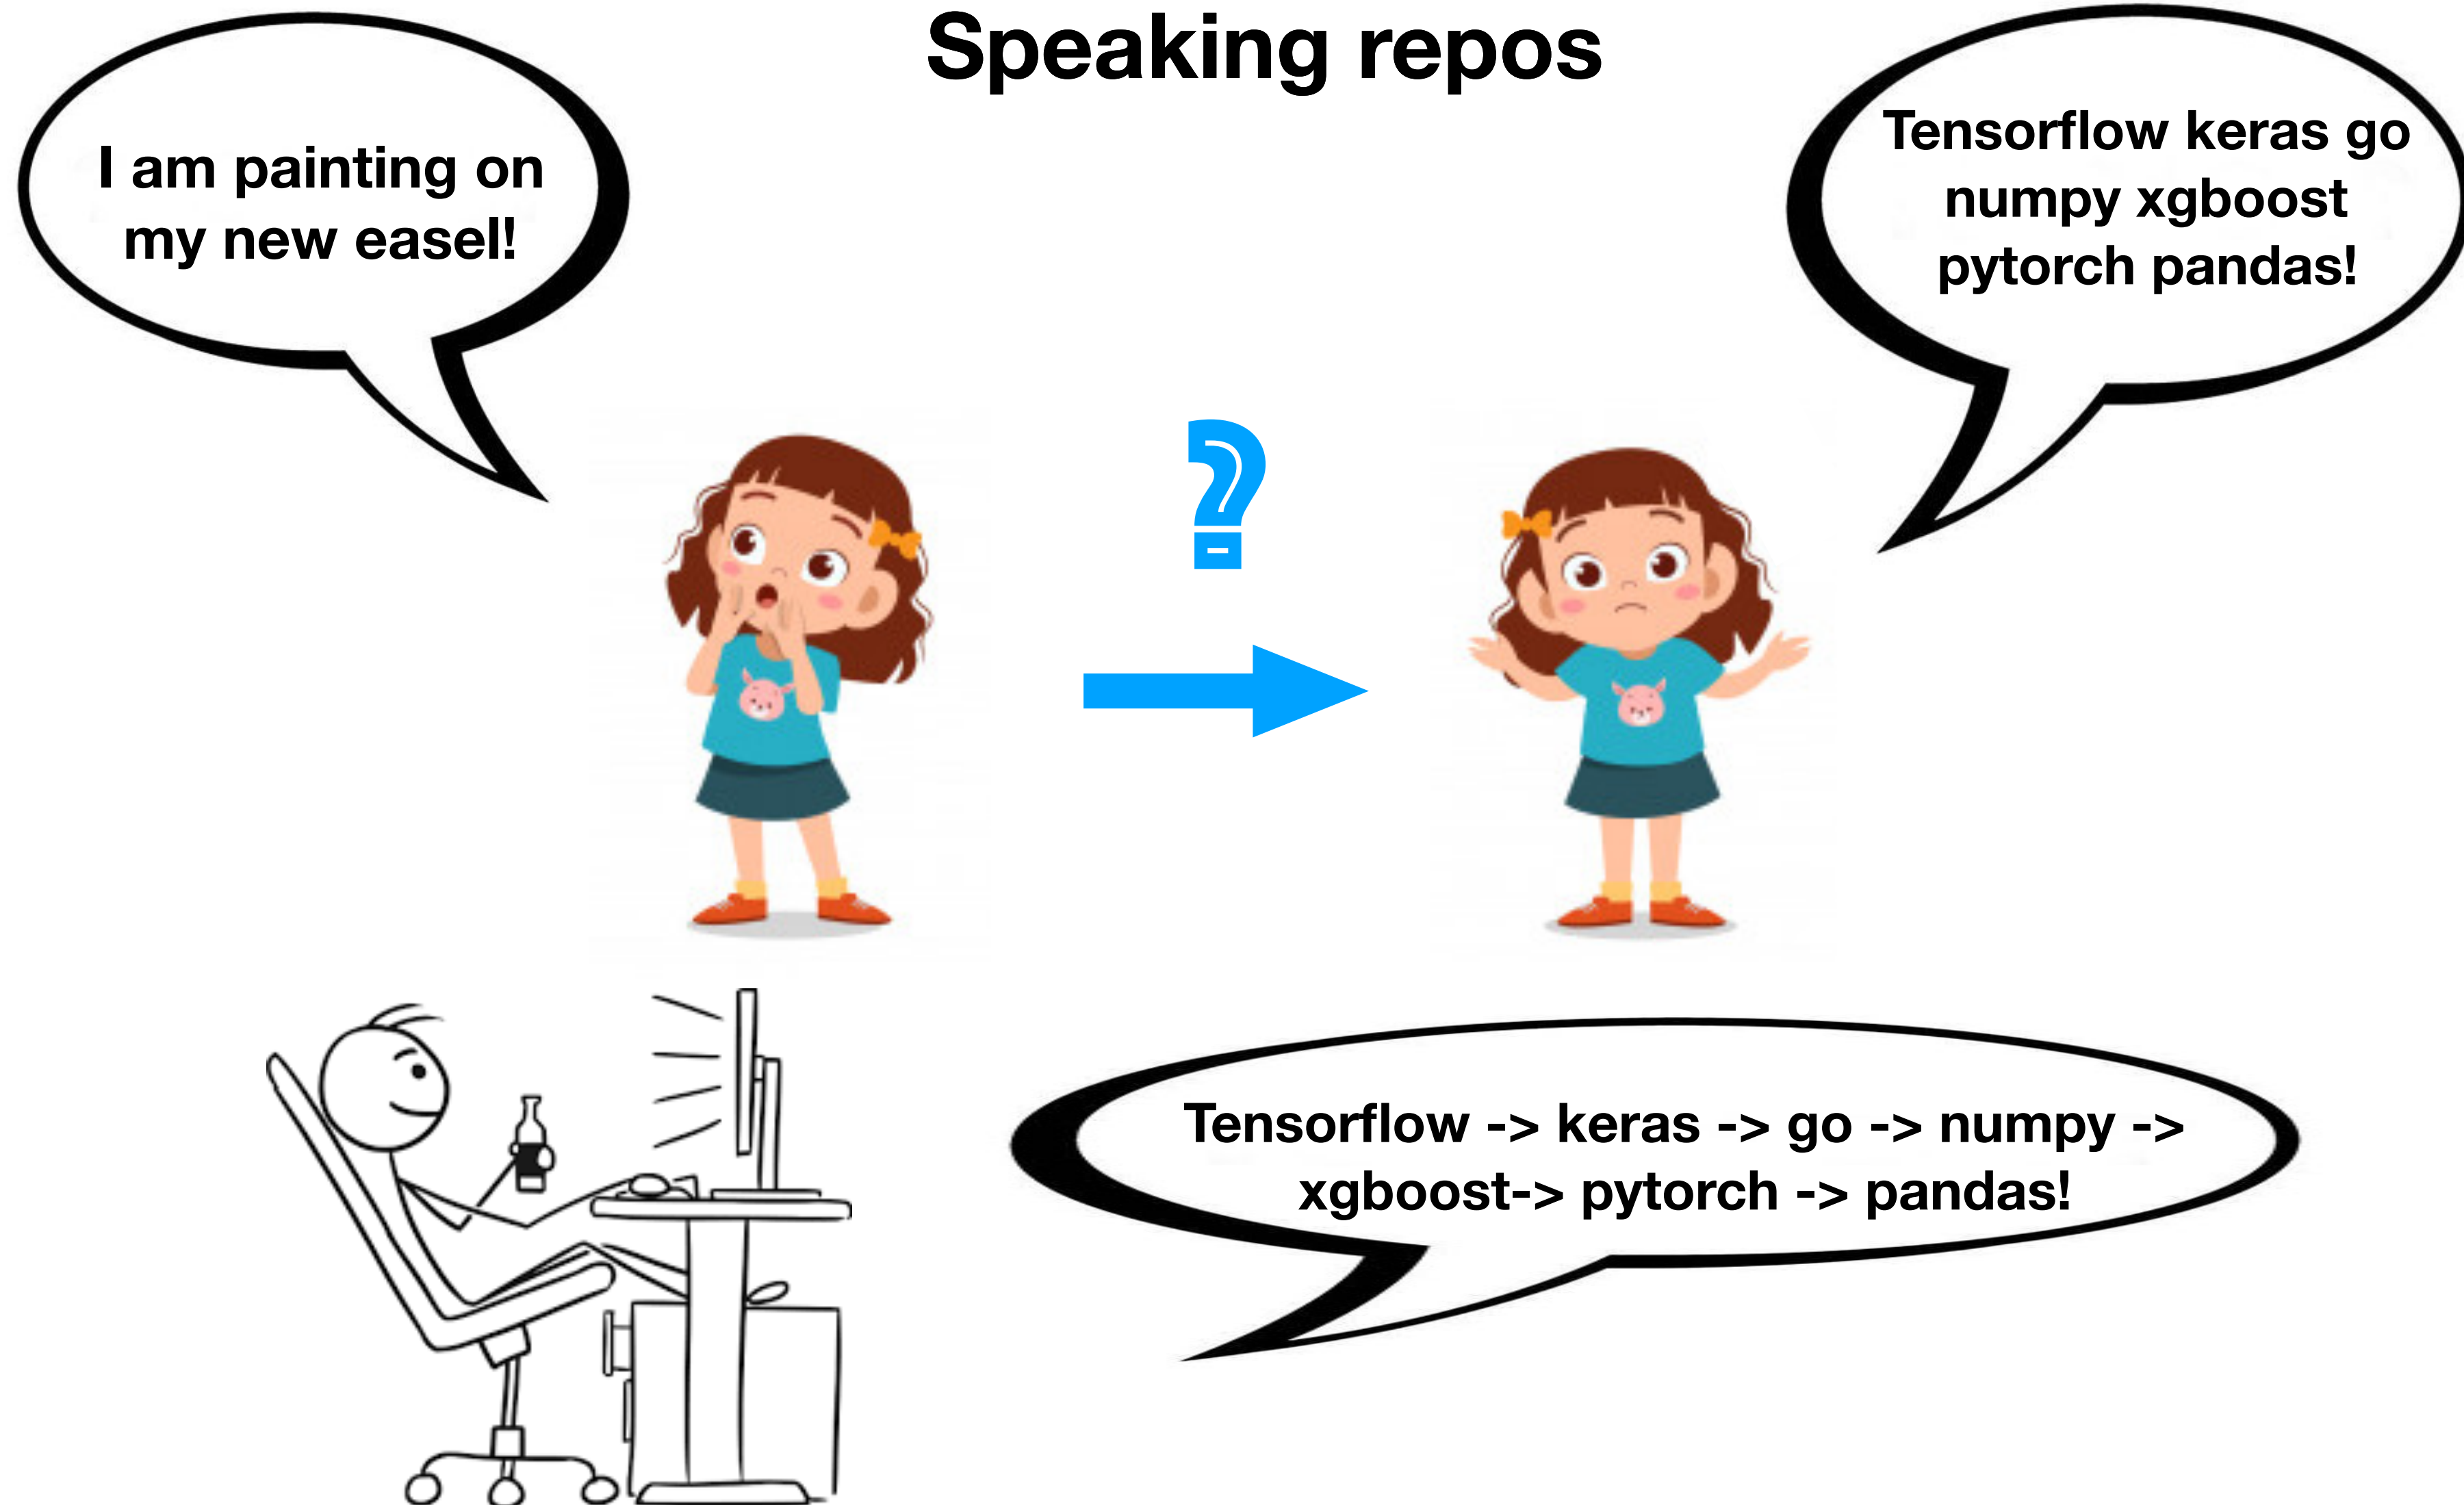 Speaking repos
I am painting on
my new easel!
Tensorflow keras go
numpy xgboost
pytorch pandas!
?
Tensorflow -> keras -> go -> numpy ->
xgboost-> pytorch -> pandas!